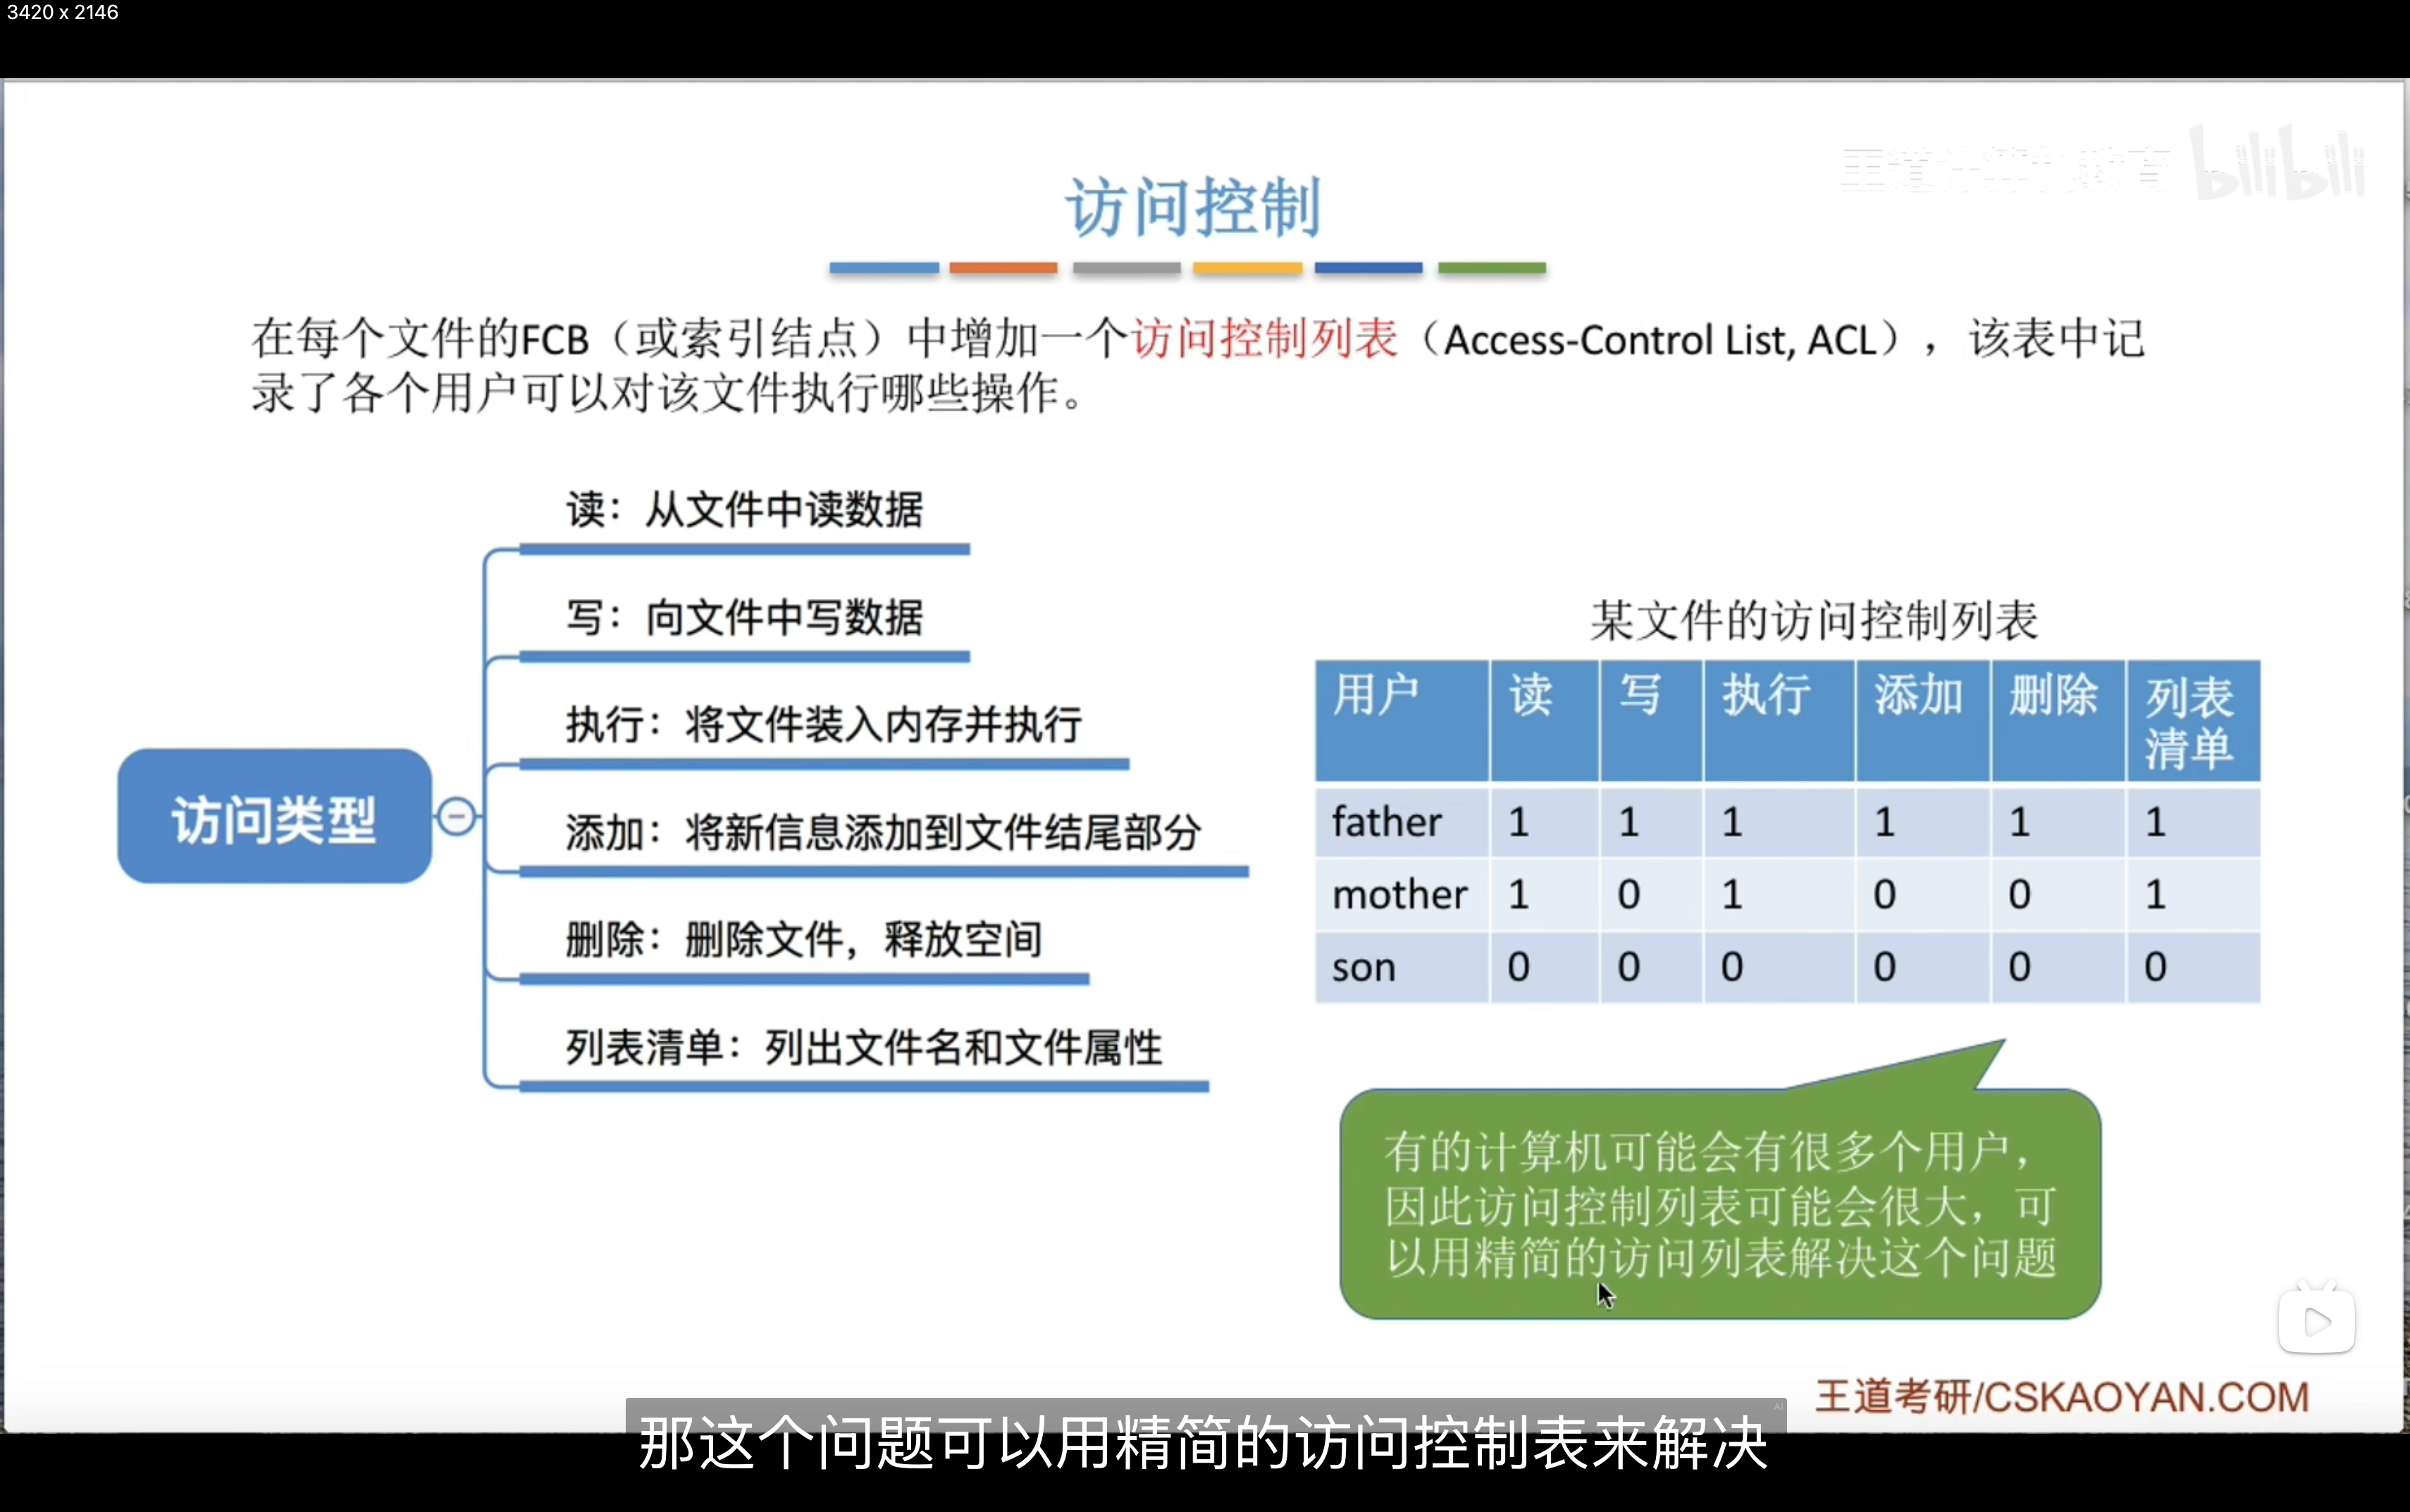 3420 x 2146
bilibili
访问控制
在每个文件的FCB（或索引结点）中增加一个访问控制列表（Access-Control List, ACL），该表中记
录了各个用户可以对该文件执行哪些操作。
访问类型
读：从文件中读数据
写：向文件中写数据
执行：将文件装入内存并执行
添加：将新信息添加到文件结尾部分
删除：删除文件，释放空间
列表清单：列出文件名和文件属性
某文件的访问控制列表
用户 读 写 执行 添加 删除 列表
清单
father 1 1 1 1 1 1
mother 1 0 1 0 0 1
son 0 0 0 0 0 0
有的计算机可能会有很多个用户，
因此访问控制列表可能会很大，可
以用精简的访问列表解决这个问题
王道考研/CSKAOYAN.COM
AI
那这个问题可以用精简的访问控制表来解决